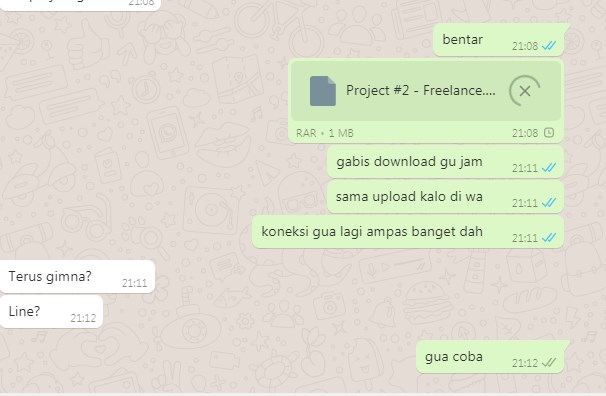 21:08
bentar 21:08
Project #2 - Freelance....
RAR • 1 MB 21:08
gabis download gu jam 21:11
sama upload kalo di wa 21:11
koneksi gua lagi ampas banget dah 21:11
Terus gimna? 21:11
Line? 21:12
gua coba 21:12